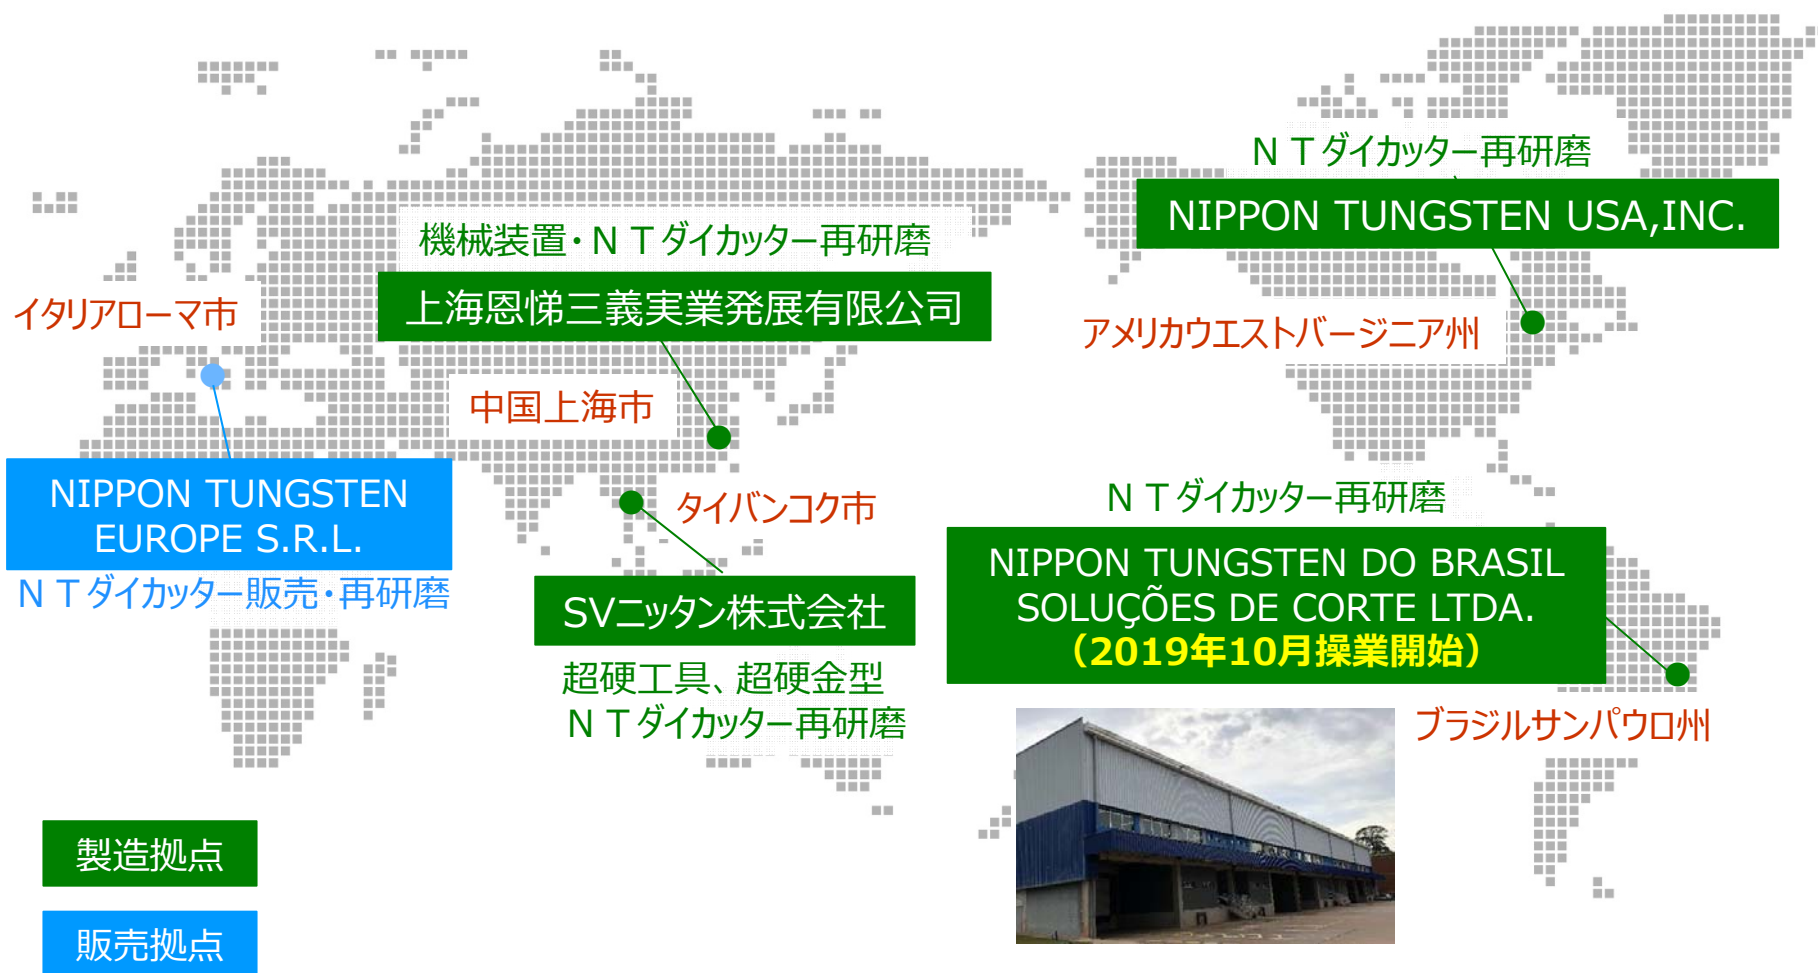 ＮＴダイカッター再研磨
NIPPON TUNGSTEN USA,INC.
アメリカウエストバージニア州
機械装置・ＮＴダイカッター再研磨
上海恩悌三義実業発展有限公司
中国上海市
イタリアローマ市
NIPPON TUNGSTEN
EUROPE S.R.L.
ＮＴダイカッター販売・再研磨
タイバンコク市
SVニッタン株式会社
超硬工具、超硬金型
ＮＴダイカッター再研磨
ＮＴダイカッター再研磨
NIPPON TUNGSTEN DO BRASIL
SOLUÇÕES DE CORTE LTDA.
（2019年10月操業開始）
ブラジルサンパウロ州
製造拠点
販売拠点